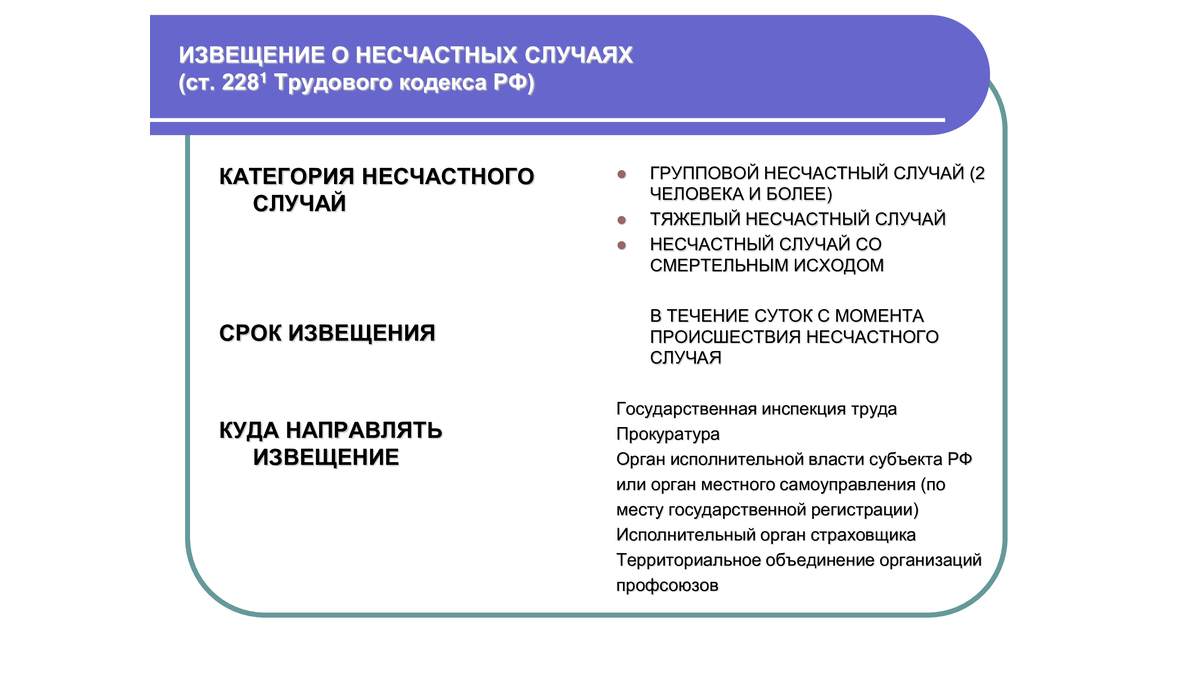 ИЗВЕЩЕНИЕ О НЕСЧАСТНЫХ СЛУЧАЯХ
(ст. 228¹ Трудового кодекса РФ)
КАТЕГОРИЯ НЕСЧАСТНОГО
СЛУЧАЙ
ГРУППОВОЙ НЕСЧАСТНЫЙ СЛУЧАЙ (2
ЧЕЛОВЕКА И БОЛЕЕ)
ТЯЖЕЛЫЙ НЕСЧАСТНЫЙ СЛУЧАЙ
НЕСЧАСТНЫЙ СЛУЧАЙ СО
СМЕРТЕЛЬНЫМ ИСХОДОМ
СРОК ИЗВЕЩЕНИЯ
В ТЕЧЕНИЕ СУТОК С МОМЕНТА
ПРОИСШЕСТВИЯ НЕСЧАСТНОГО
СЛУЧАЯ
КУДА НАПРАВЛЯТЬ
ИЗВЕЩЕНИЕ
Государственная инспекция труда
Прокуратура
Орган исполнительной власти субъекта РФ
или орган местного самоуправления (по
месту государственной регистрации)
Исполнительный орган страховщика
Территориальное объединение организаций
профсоюзов